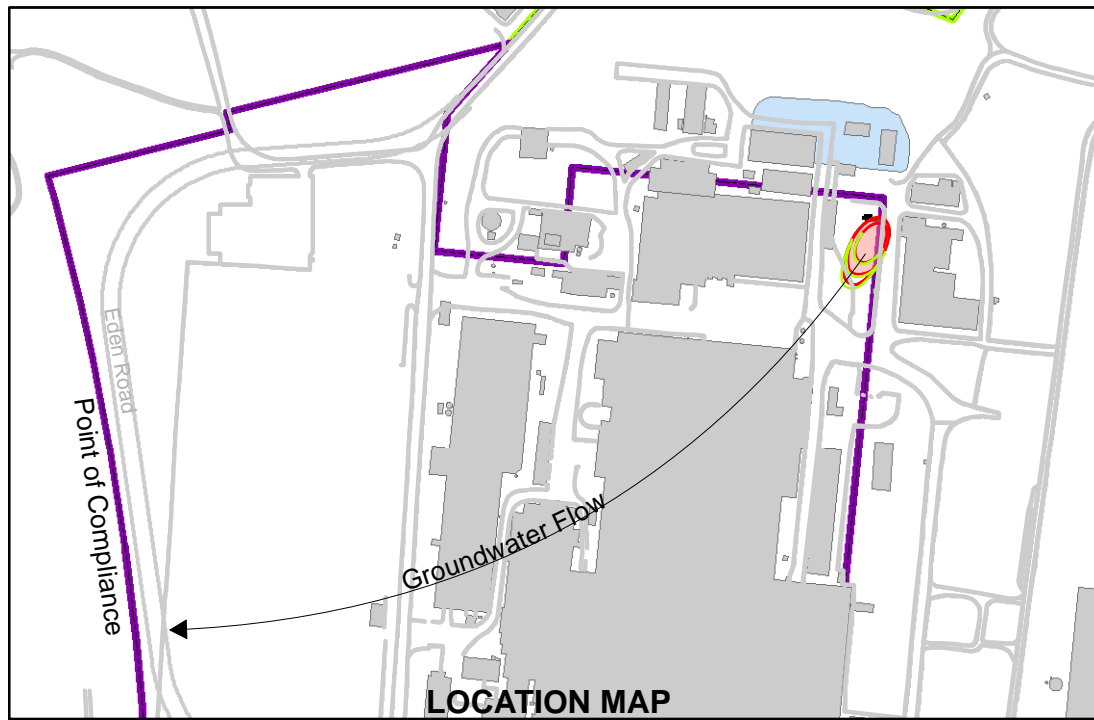 Eden Road
Point of Compliance
Groundwater Flow
LOCATION MAP